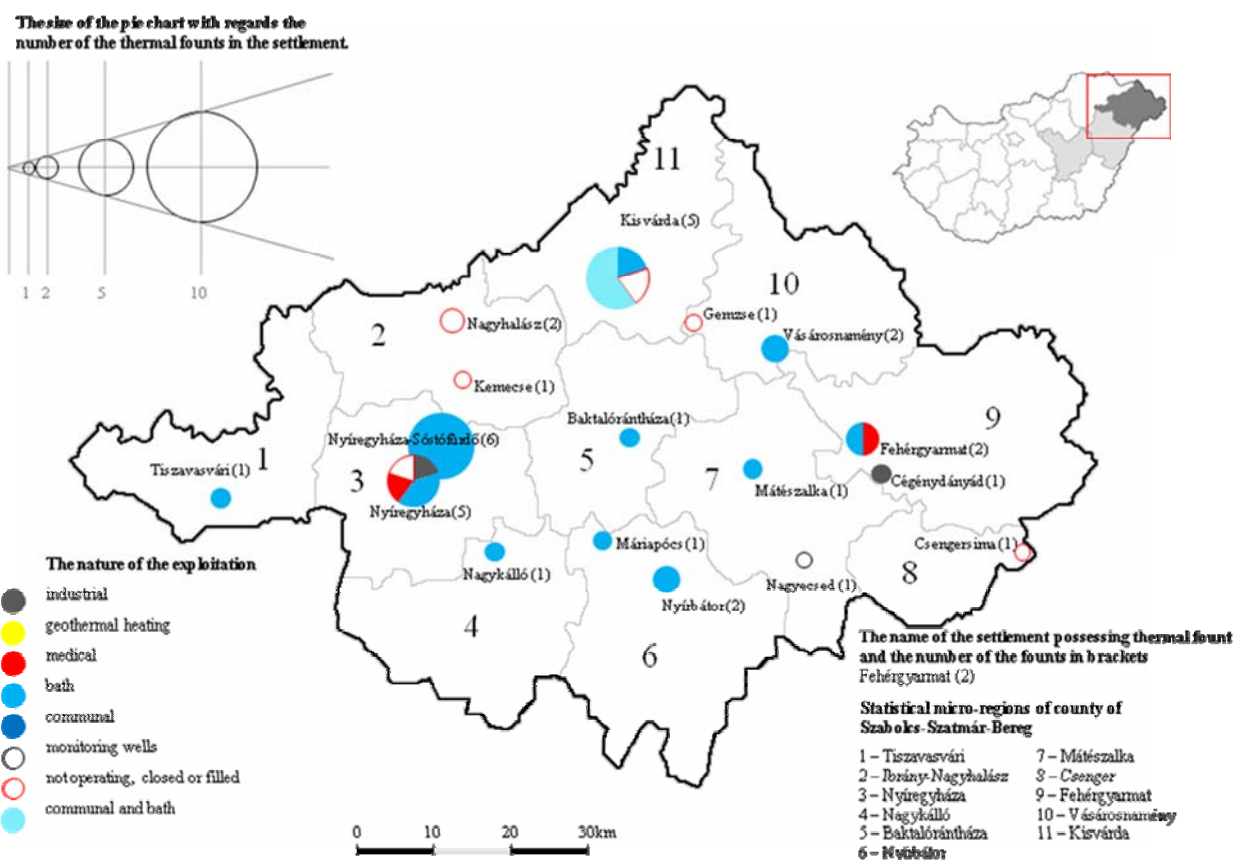 The size of the pie chart with regards the
number of the thermal founts in the settlement.
1 2 5 10
11
Kisvárda (5)
10
2
Nagyhalász (2)
Gemzse (1)
Vásárosnamény (2)
Kemecse (1)
9
Baktalórántháza (1)
Nyíregyháza-Sóstófürdő (6)
Fehérgyarmat (2)
1
Tiszavasvári (1)
5
3
7
Cégénydányád (1)
Mátészalka (1)
Nyíregyháza (5)
Máriapócs (1)
Csengersima (1)
Nagykálló (1)
Nagyecsed (1)
8
Nyírbátor (2)
4
6
The nature of the exploitation
industrial
geothermal heating
medical
bath
communal
monitoring wells
not operating, closed or filled
communal and bath
0 10 20 30km
The name of the settlement possessing thermal fount
and the number of the founts in brackets
Fehérgyarmat (2)
Statistical micro-regions of county of
Szabolcs-Szatmár-Bereg
1 – Tiszavasvári
2 – Ibrány-Nagyhalász
3 – Nyíregyháza
4 – Nagykálló
5 – Baktalórántháza
6 – Nyírbátor
7 – Mátészalka
8 – Csenger
9 – Fehérgyarmat
10 – Vásárosnamény
11 – Kisvárda